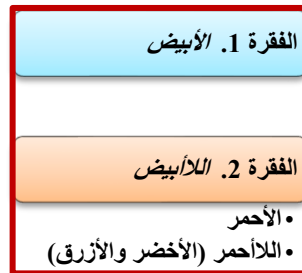 الفقرة 1. الأبيض
الفقرة 2. اللاأبيض
•الأحمر
•اللاأحمر (الأخضر والأزرق)